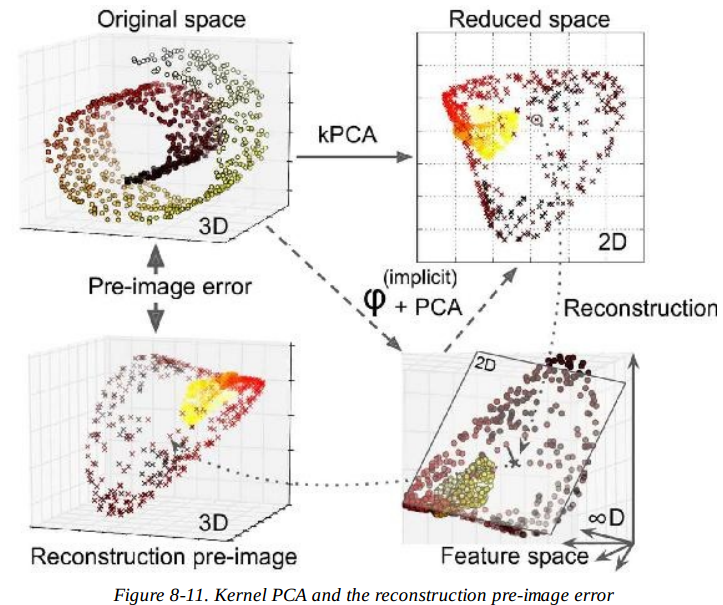 Original space
Reduced space
kPCA
3D
2D
Pre-image error
(implicit)
φ + PCA
Reconstruction
2D
3D
∞D
Reconstruction pre-image
Feature space
Figure 8-11. Kernel PCA and the reconstruction pre-image error